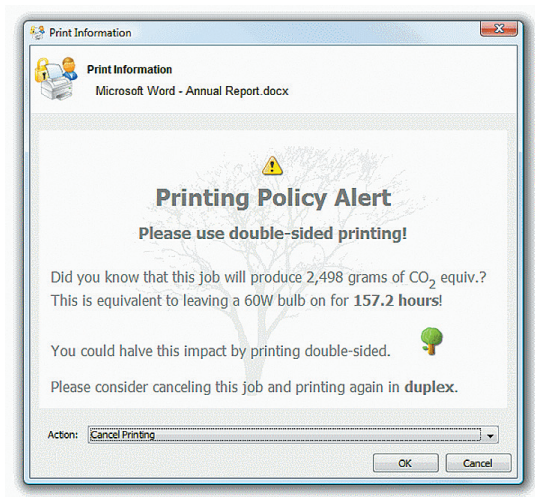 Print Information
Print Information
Microsoft Word - Annual Report.docx
Printing Policy Alert
Please use double-sided printing!
Did you know that this job will produce 2,498 grams of CO2 equiv.?
This is equivalent to leaving a 60W bulb on for 157.2 hours!
You could halve this impact by printing double-sided.
Please consider canceling this job and printing again in duplex.
Action: Cancel Printing
OK Cancel